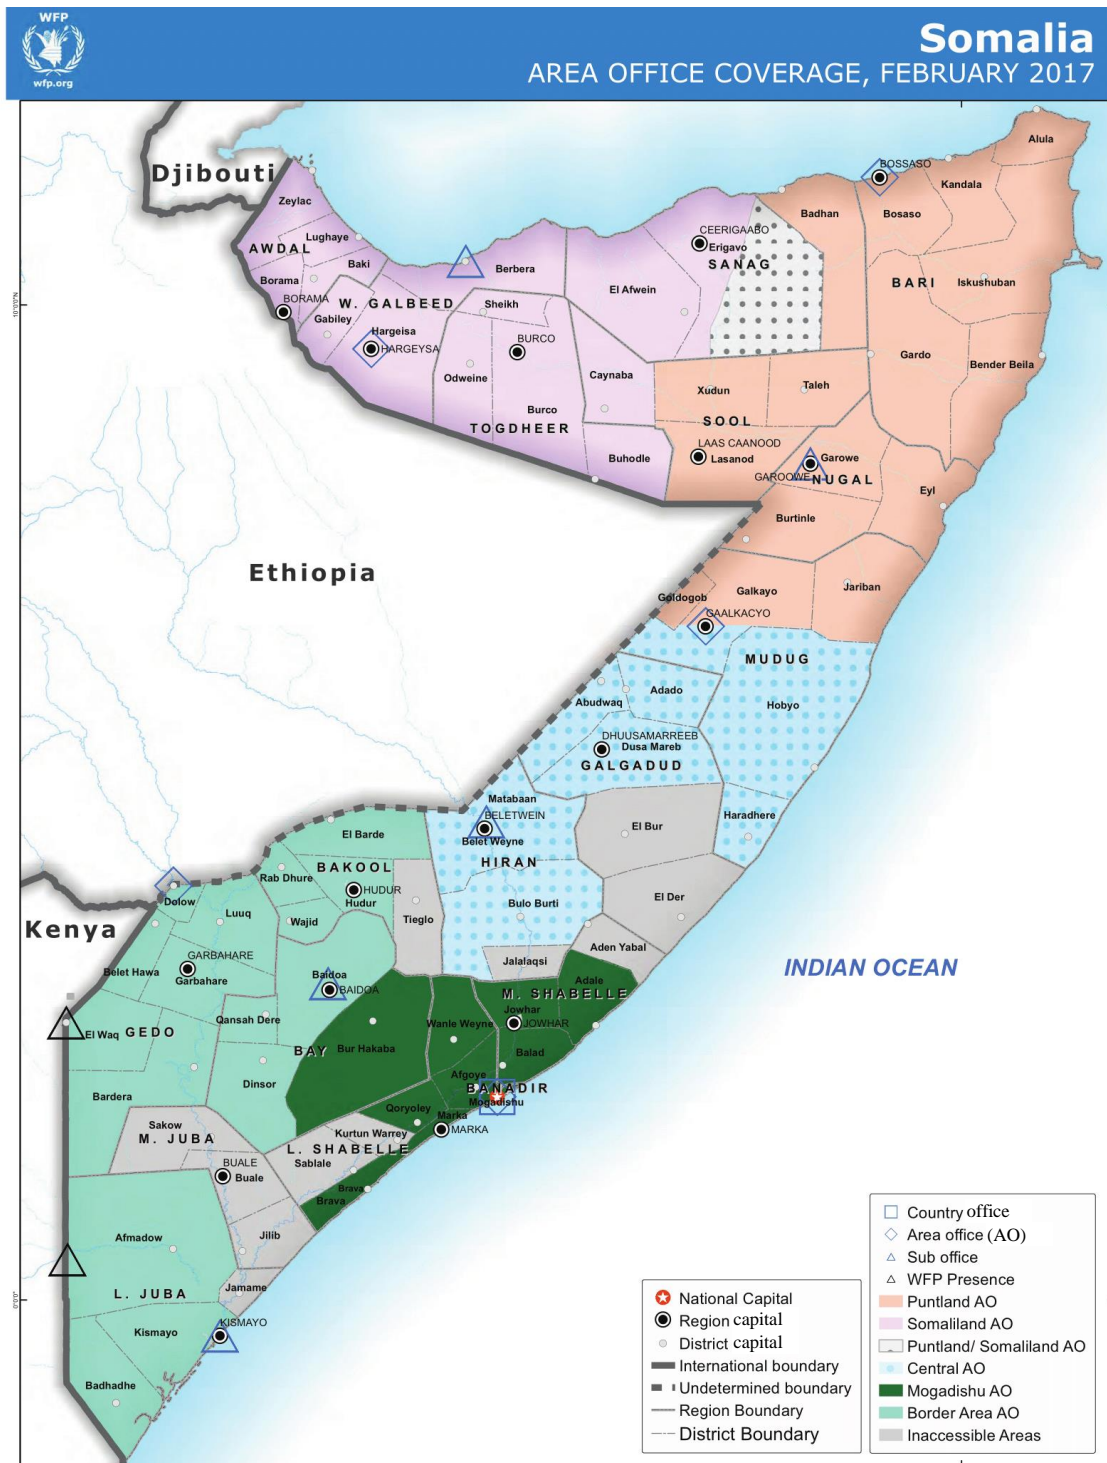 WFP
wfp.org
Somalia
AREA OFFICE COVERAGE, FEBRUARY 2017
Djibouti
Ethiopia
Kenya
INDIAN OCEAN
10°0'0"N
0°0'0"
Alula
BOSSASO
Kandala
Bosaso
Badhan
Zeylac
CEERIGAABO
Erigavo
SANAG
Lughaye
AWDAL
Baki
Berbera
BARI
Iskushuban
Borama
BORAMA
El Afwein
W. GALBEED
Sheikh
Gabiley
Hargeisa
HARGEYSA
BURCO
Gardo
Bender Beila
Odweine
Caynaba
Xudun
Taleh
Burco
TOGDHEER
SOOL
LAAS CAANOOD
Lasanod
Buhodle
Garowe
GAROOWE
NUGAL
Eyl
Burtinle
Goldogob
Galkayo
Jariban
GAALKACYO
MUDUG
Adado
Abudwaq
Hobyo
DHUUSAMARREEB
Dusa Mareb
GALGADUD
Matabaan
BELETWEIN
Belet Weyne
HIRAN
Haradhere
El Bur
El Barde
BAKOOL
Rab Dhure
HUDUR
Hudur
El Der
Dolow
Luuq
Wajid
Tieglo
Bulo Burti
Aden Yabal
Jalalaqsi
GARBAHARE
Garbahare
Belet Hawa
Baidoa
BAIDOA
Adale
M. SHABELLE
Jowhar
JOWHAR
El Waq
GEDO
Qansah Dere
Wanle Weyne
BAY
Bur Hakaba
Balad
Dinsor
Afgoye
BANADIR
Mogadishu
Bardera
Qoryoley
Marka
MARKA
Sakow
M. JUBA
Kurtun Warrey
L. SHABELLE
Sablale
BUALE
Buale
Brava
Brava
Afmadow
Jilib
L. JUBA
Jamame
KISMAYO
Kismayo
Badhadhe
National Capital
Region capital
District capital
International boundary
Undetermined boundary
Region Boundary
District Boundary
Country office
Area office (AO)
Sub office
WFP Presence
Puntland AO
Somaliland AO
Puntland/ Somaliland AO
Central AO
Mogadishu AO
Border Area AO
Inaccessible Areas